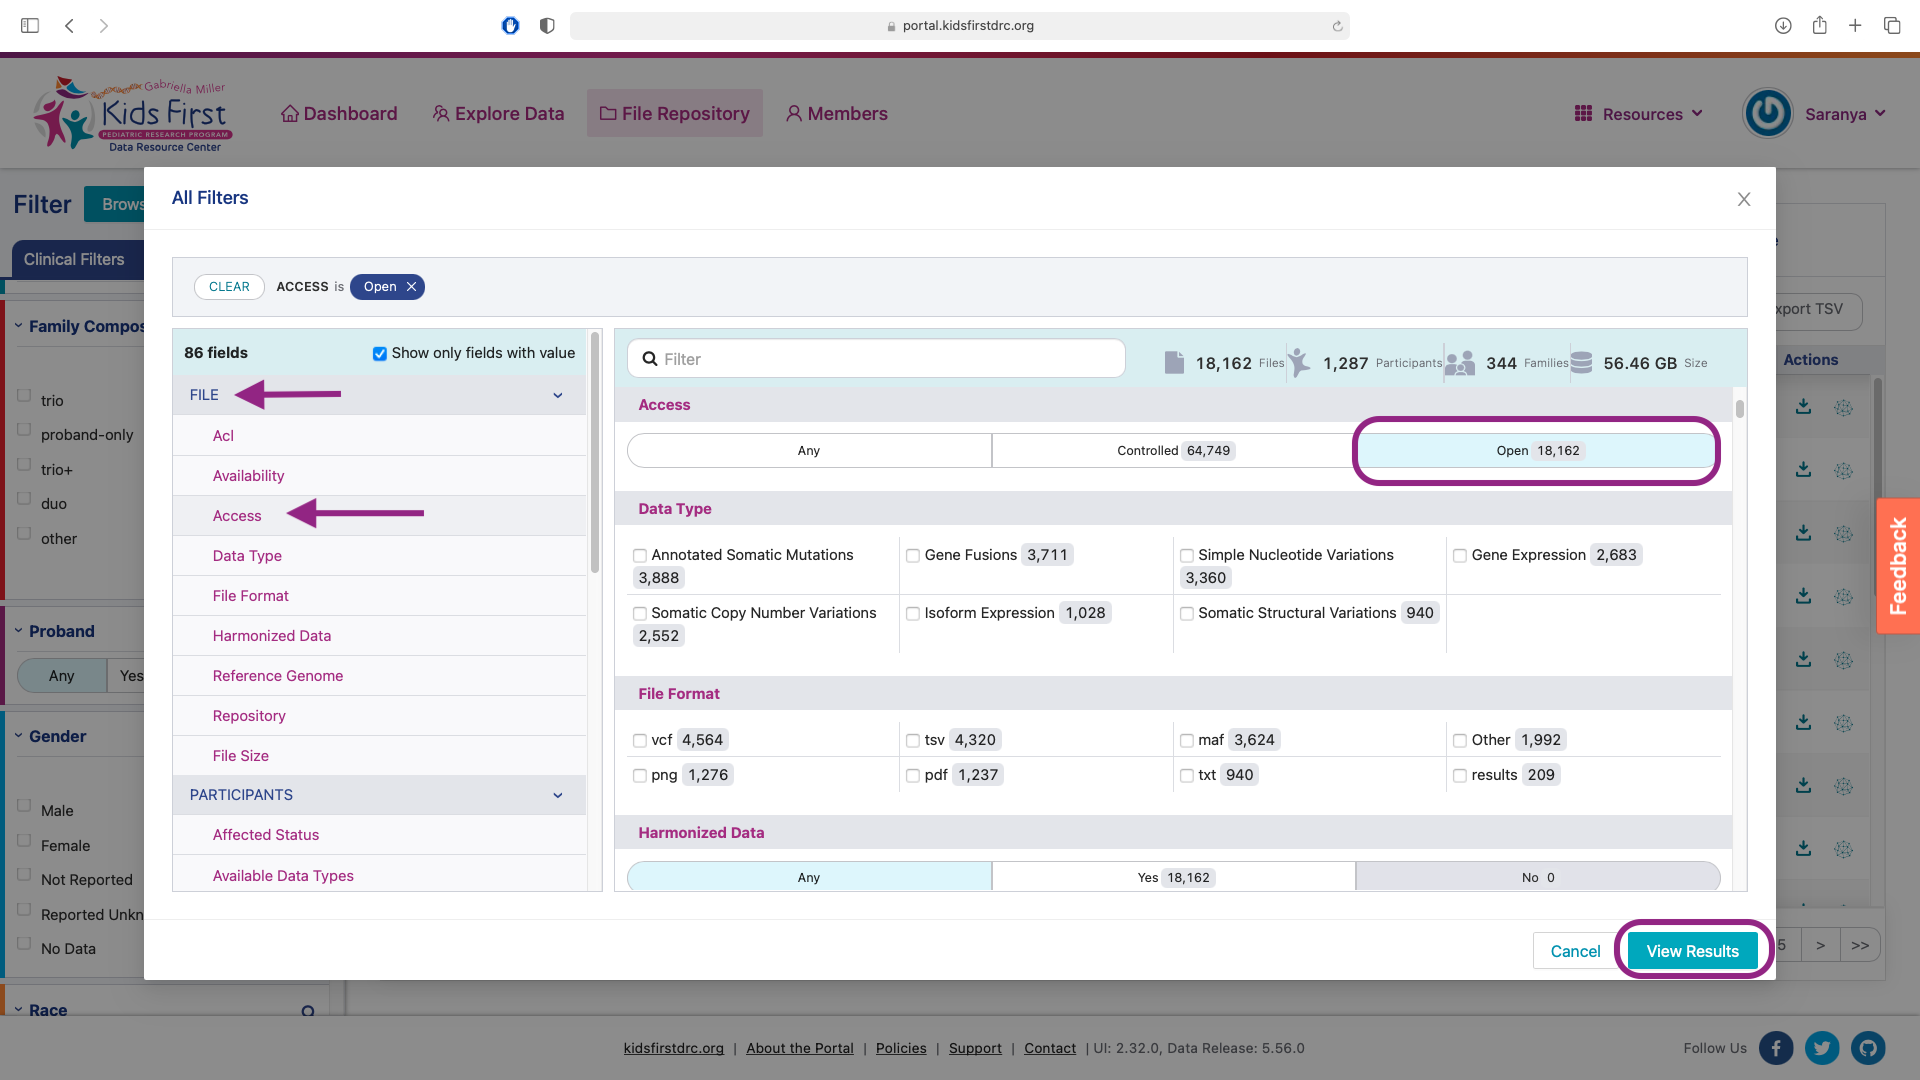 portal.kidsfirstdrc.org
Gabriella Miller
Kids First
PEDIATRIC RESEARCH PROGRAM
Data Resource Center
Dashboard
Explore Data
File Repository
Members
Resources
Saranya
Filter
Brows
Clinical Filters
Family Compos
trio
proband-only
trio+
duo
other
Proband
Any
Yes
Gender
Male
Female
Not Reported
Reported Unkn
No Data
Race
All Filters
CLEAR ACCESS is Open
86 fields
Show only fields with value
FILE
Acl
Availability
Access
Data Type
File Format
Harmonized Data
Reference Genome
Repository
File Size
PARTICIPANTS
Affected Status
Available Data Types
Filter
18,162 Files
1,287 Participants
344 Families
56.46 GB Size
Access
Any
Controlled 64,749
Open 18,162
Data Type
Annotated Somatic Mutations 3,888
Gene Fusions 3,711
Simple Nucleotide Variations 3,360
Gene Expression 2,683
Somatic Copy Number Variations 2,552
Isoform Expression 1,028
Somatic Structural Variations 940
File Format
vcf 4,564
tsv 4,320
maf 3,624
Other 1,992
png 1,276
pdf 1,237
txt 940
results 209
Harmonized Data
Any
Yes 18,162
No 0
Cancel
View Results
xport TSV
Actions
5 > >>
Feedback
kidsfirstdrc.org | About the Portal | Policies | Support | Contact | UI: 2.32.0, Data Release: 5.56.0
Follow Us